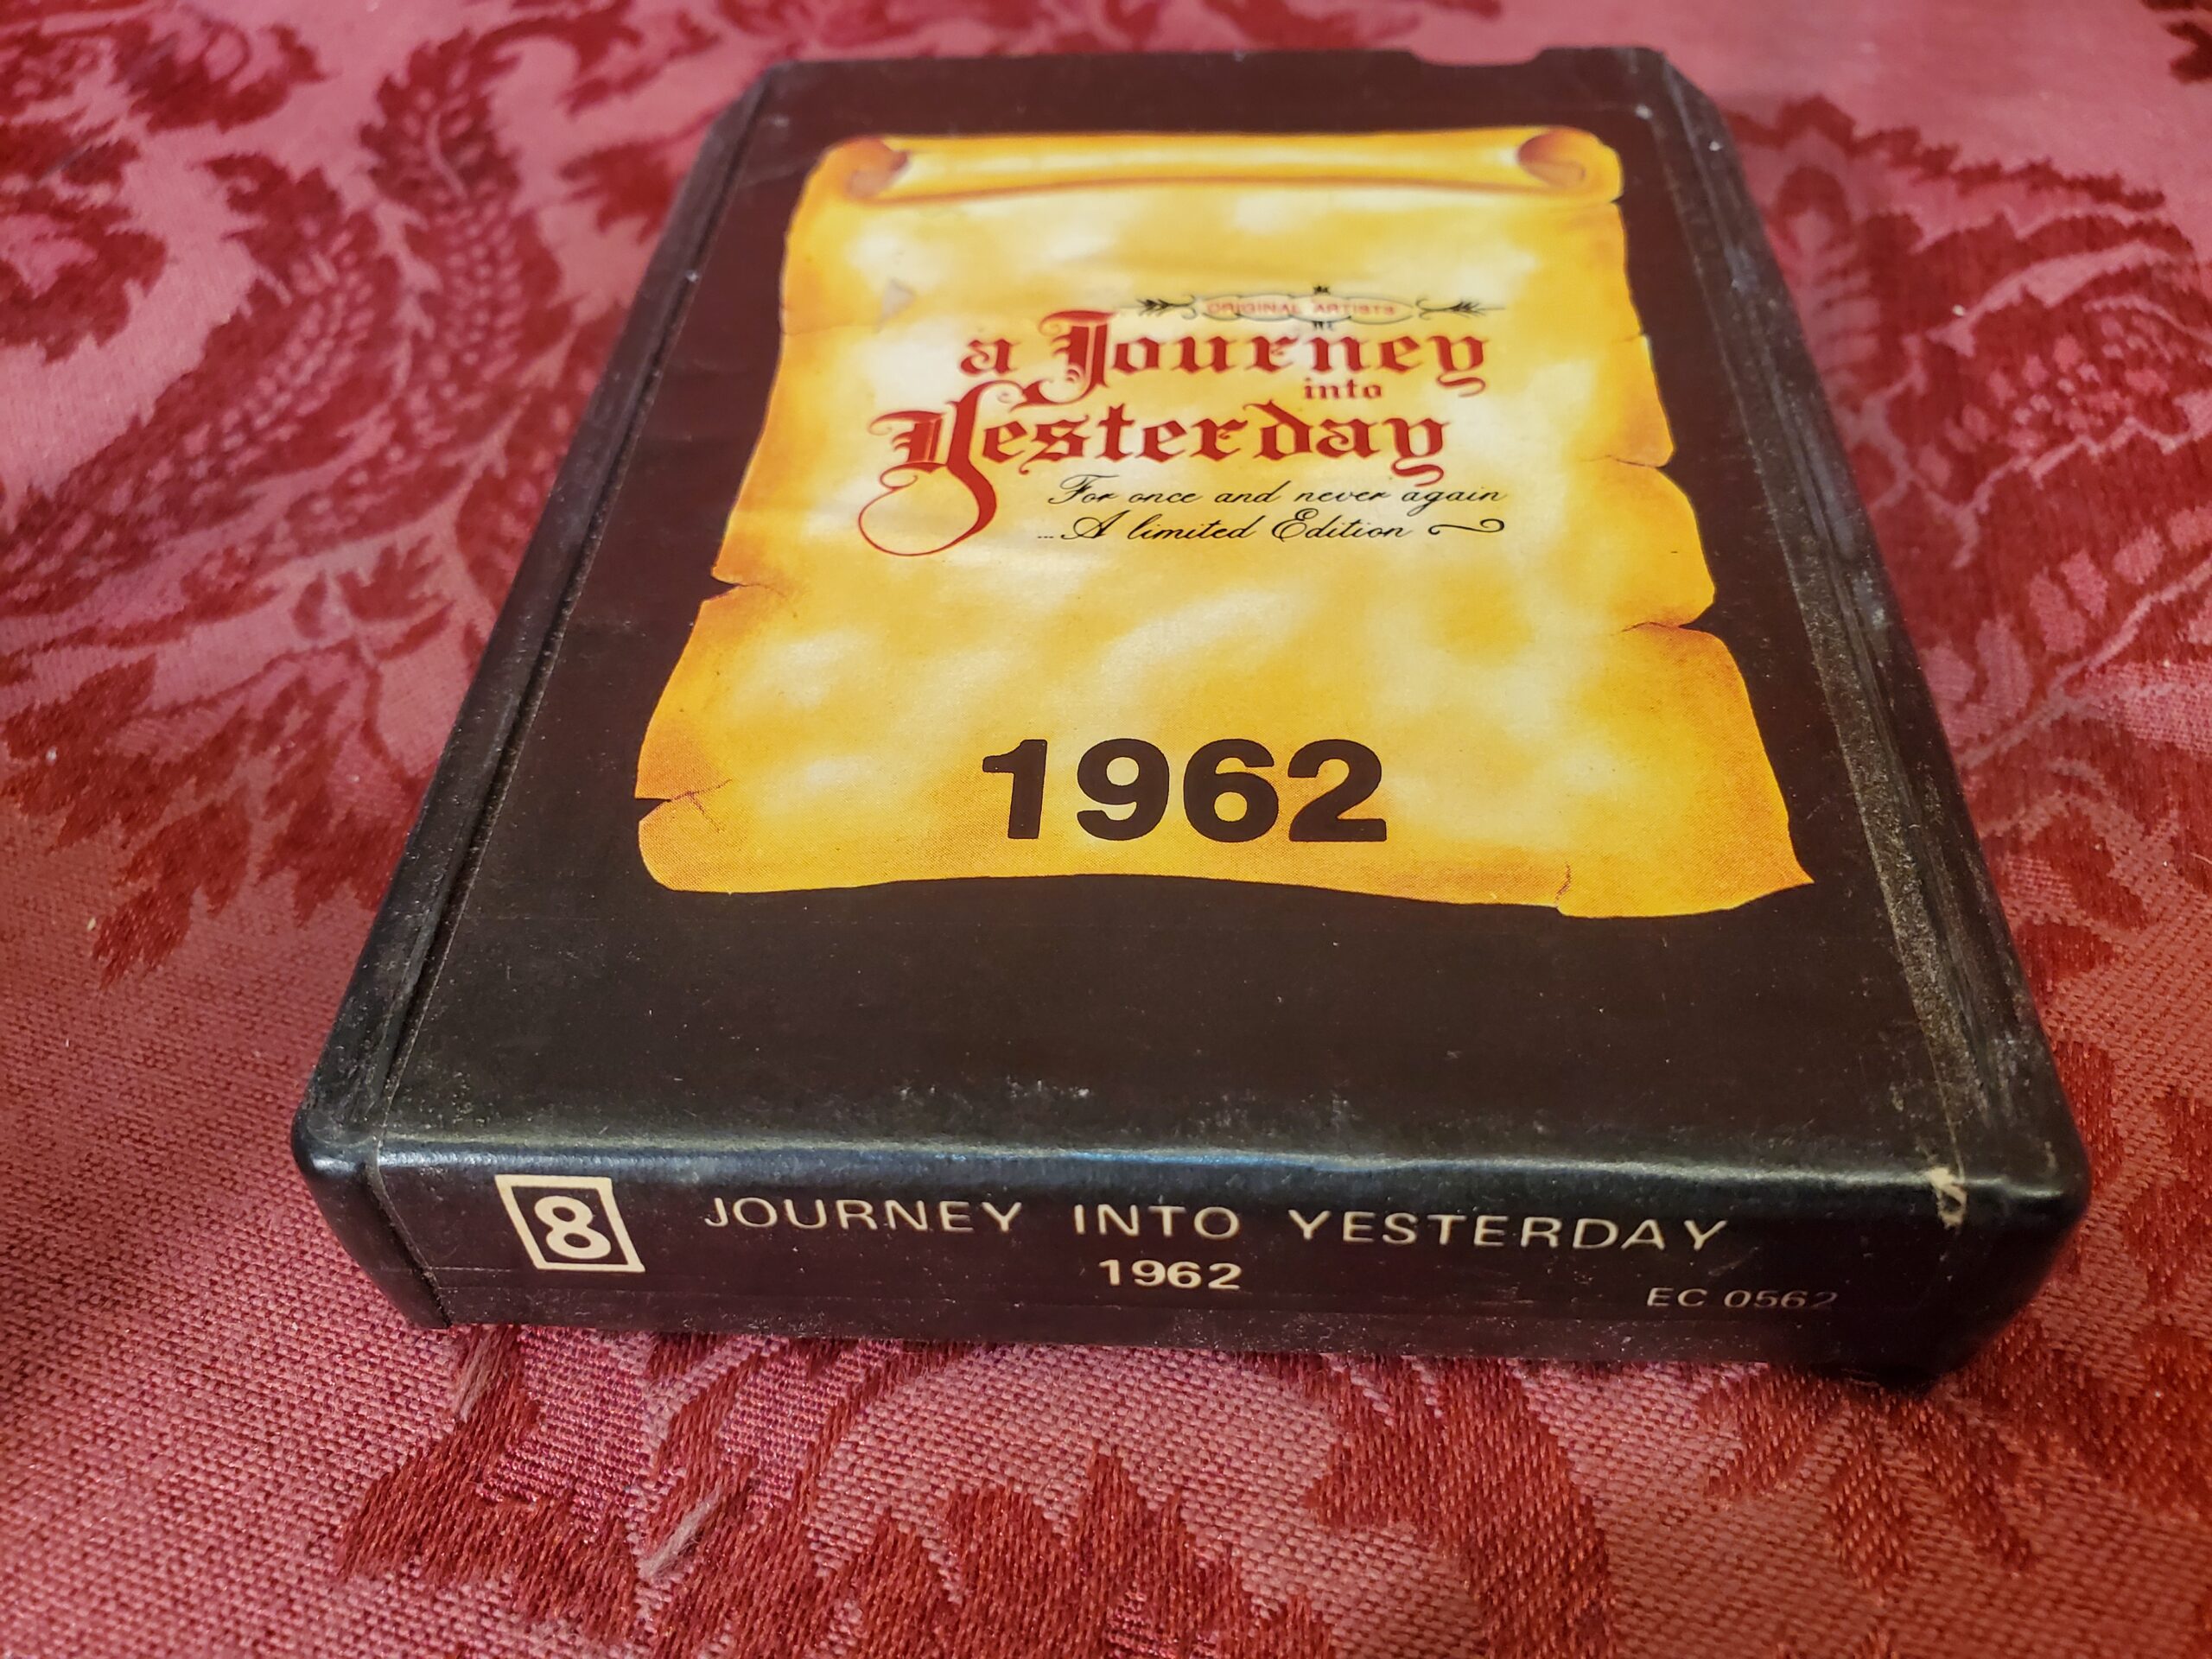 ORIGINAL ARTISTS
a Journey
into
Yesterday
For once and never again
... A limited Edition
1962
8 JOURNEY INTO YESTERDAY
1962
EC 0562